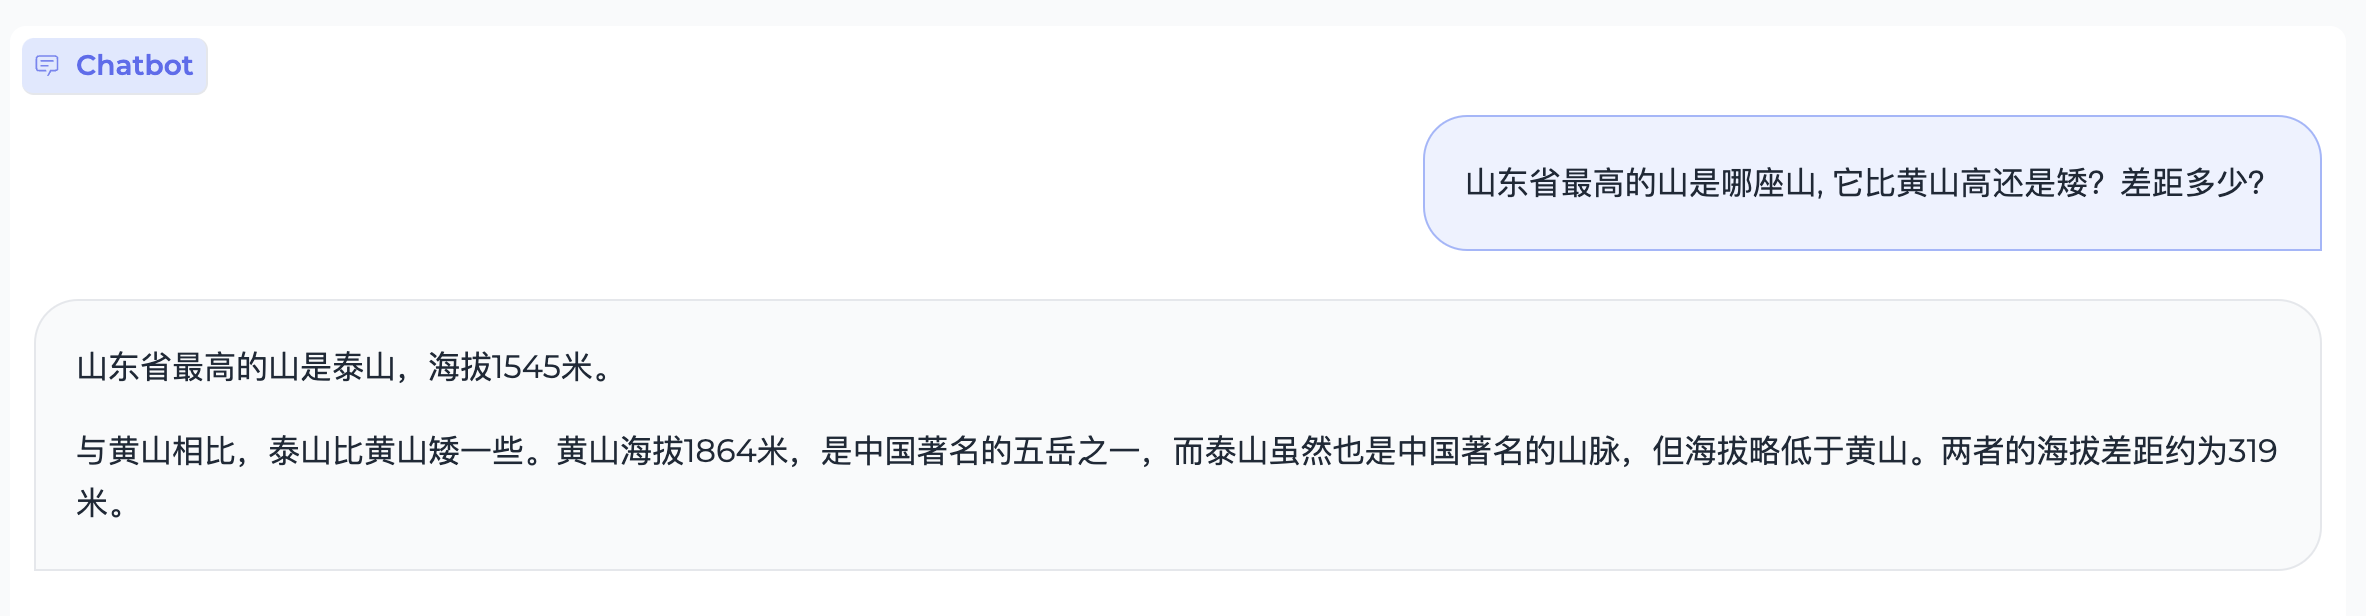 Chatbot
山东省最高的山是哪座山, 它比黄山高还是矮？差距多少？
山东省最高的山是泰山，海拔1545米。
与黄山相比，泰山比黄山矮一些。黄山海拔1864米，是中国著名的五岳之一，而泰山虽然也是中国著名的山脉，但海拔略低于黄山。两者的海拔差距约为319
米。